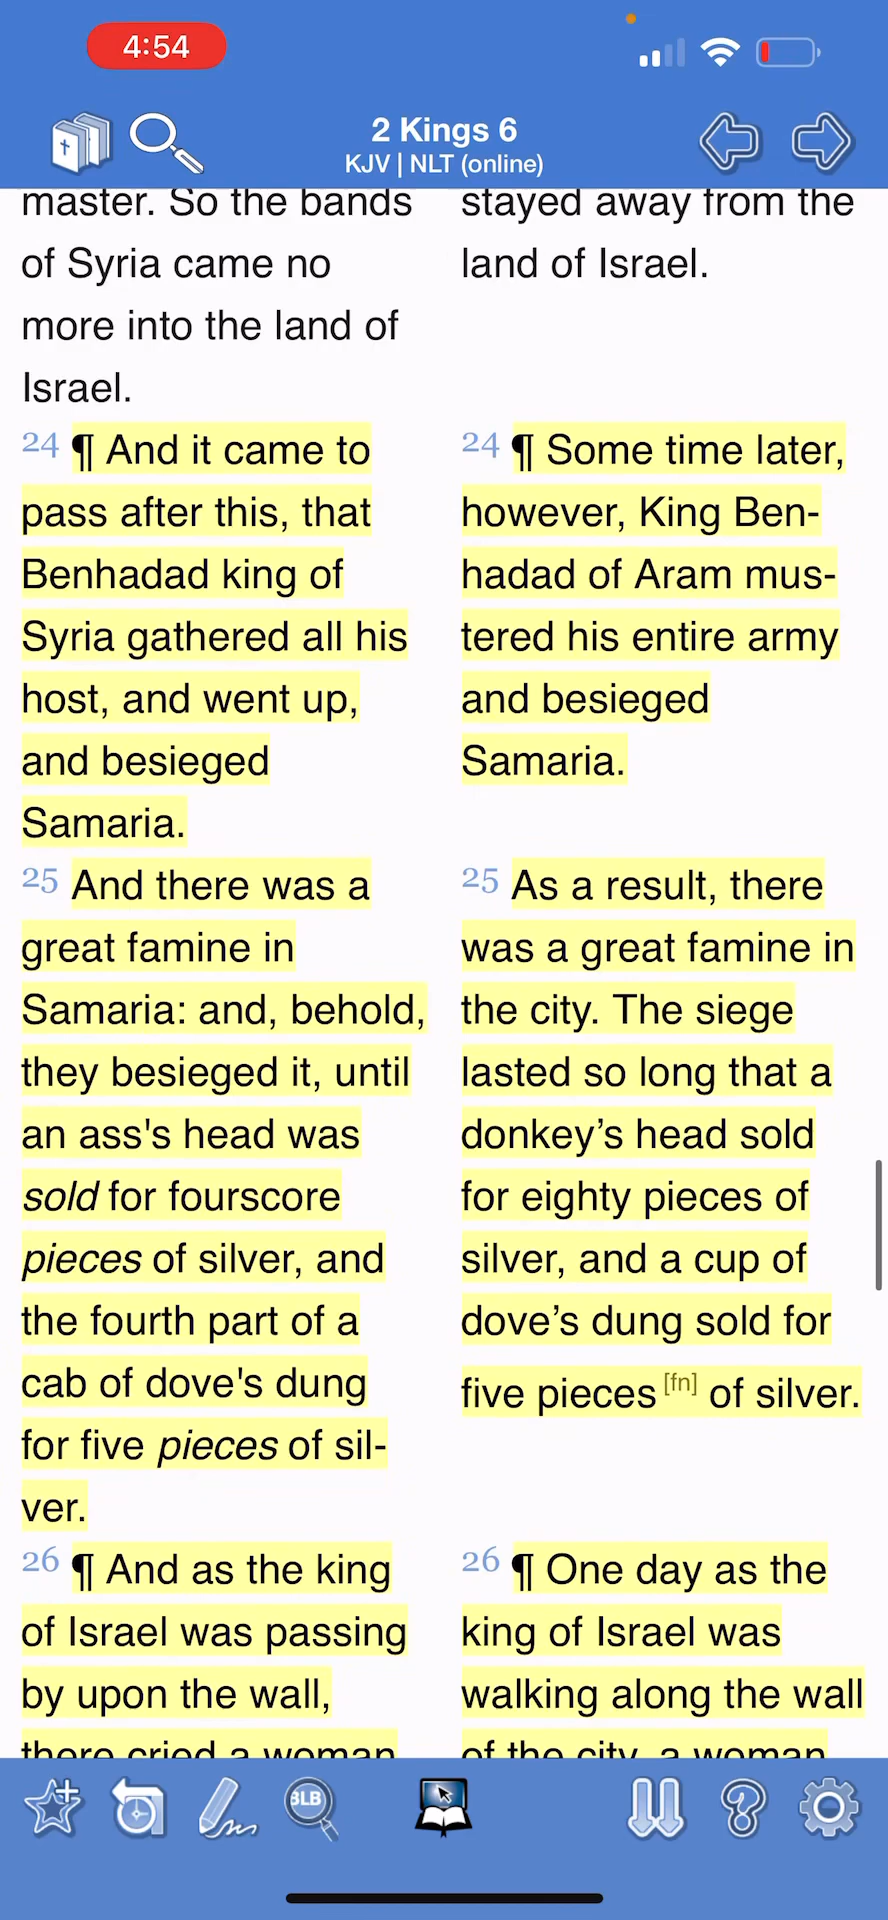 4:54
2 Kings 6
KJV | NLT (online)
master. So the bands
of Syria came no
more into the land of
Israel.
24 ¶ And it came to
pass after this, that
Benhadad king of
Syria gathered all his
host, and went up,
and besieged
Samaria.
25 And there was a
great famine in
Samaria: and, behold,
they besieged it, until
an ass's head was
sold for fourscore
pieces of silver, and
the fourth part of a
cab of dove's dung
for five pieces of sil-
ver.
26 ¶ And as the king
of Israel was passing
by upon the wall,
there cried a woman
stayed away from the
land of Israel.
24 ¶ Some time later,
however, King Ben-
hadad of Aram mus-
tered his entire army
and besieged
Samaria.
25 As a result, there
was a great famine in
the city. The siege
lasted so long that a
donkey’s head sold
for eighty pieces of
silver, and a cup of
dove’s dung sold for
five pieces [fn] of silver.
26 ¶ One day as the
king of Israel was
walking along the wall
of the city, a woman
BLB